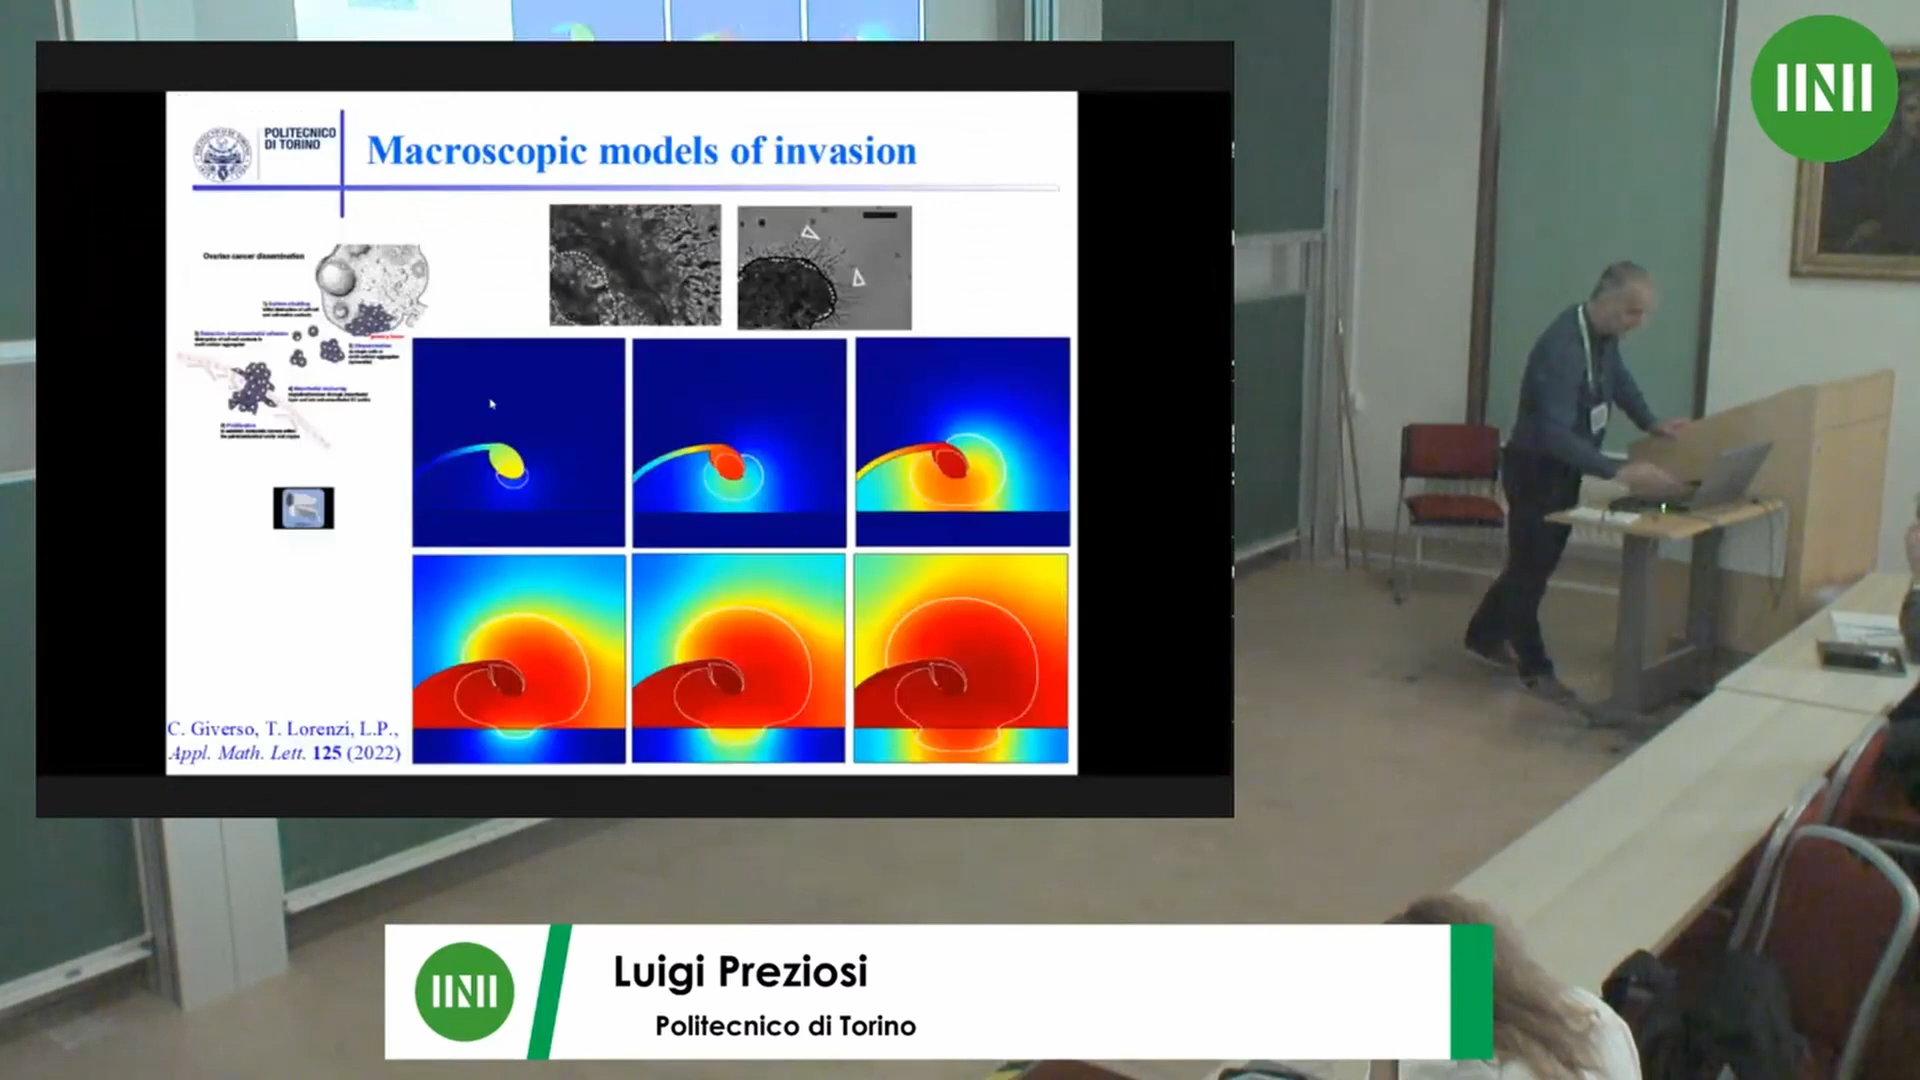 POLITECNICO
DI TORINO
Macroscopic models of invasion
Ovarian cancer dissemination
C. Giverso, T. Lorenzi, L.P.,
Appl. Math. Lett. 125 (2022)
Luigi Preziosi
Politecnico di Torino